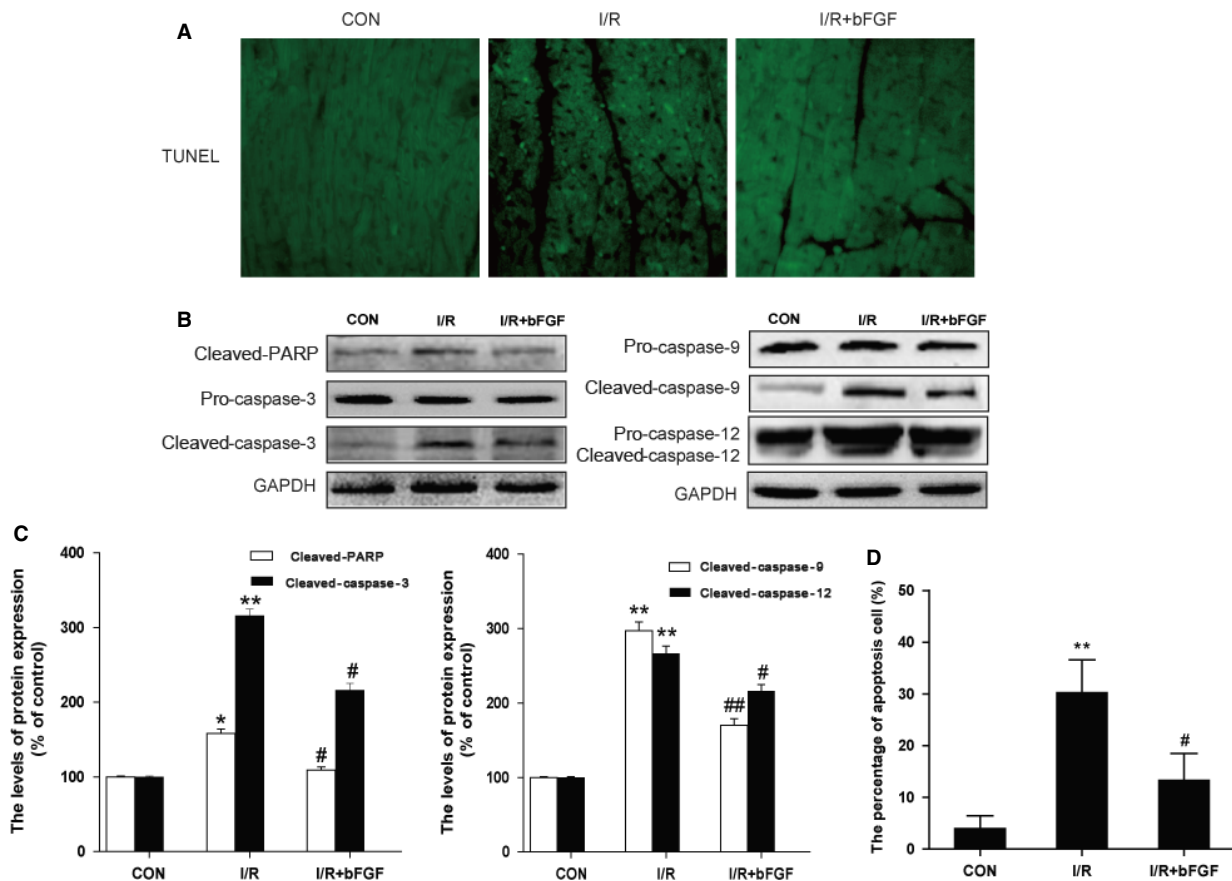 A
CON I/R I/R+bFGF
TUNEL
B
CON I/R I/R+bFGF
Cleaved-PARP
Pro-caspase-3
Cleaved-caspase-3
GAPDH
CON I/R I/R+bFGF
Pro-caspase-9
Cleaved-caspase-9
Pro-caspase-12
Cleaved-caspase-12
GAPDH
C
The levels of protein expression
(% of control)
400
300
200
100
0
Cleaved-PARP
Cleaved-caspase-3
*
**
#
#
CON I/R I/R+bFGF
The levels of protein expression
(% of control)
400
300
200
100
0
Cleaved-caspase-9
Cleaved-caspase-12
**
**
##
#
CON I/R I/R+bFGF
D
The percentage of apoptosis cell (%)
50
40
30
20
10
0
**
#
CON I/R I/R+bFGF